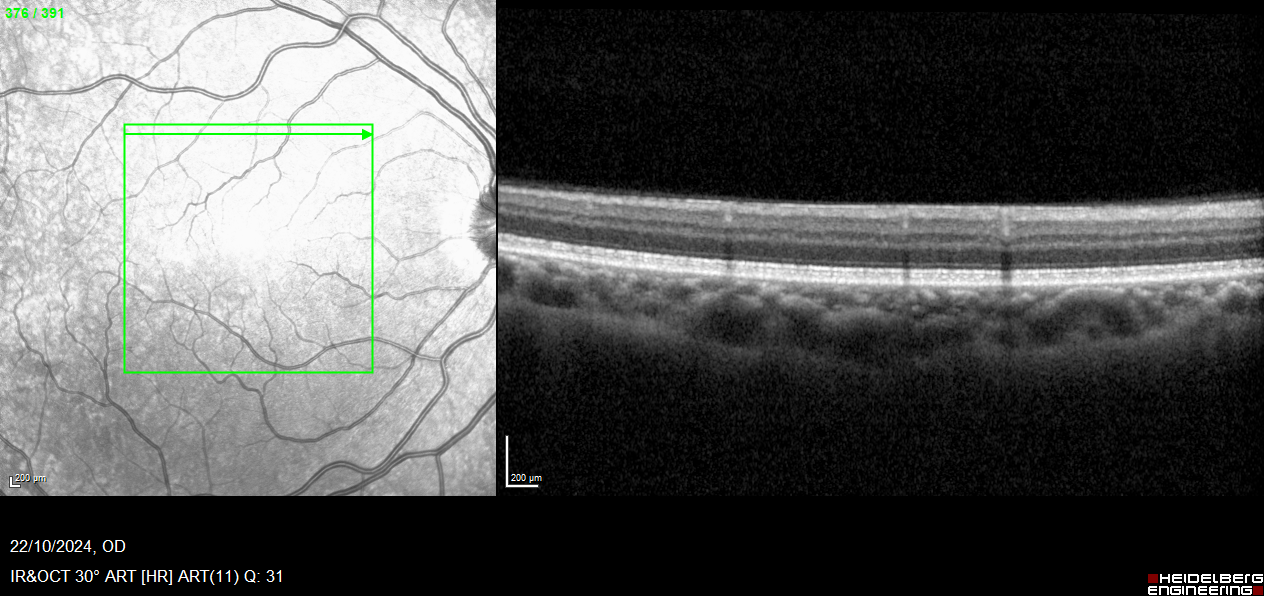 376 / 391
200 µm
200 µm
22/10/2024, OD
IR&OCT 30° ART [HR] ART(11) Q: 31
HEIDELBERG
ENGINEERING